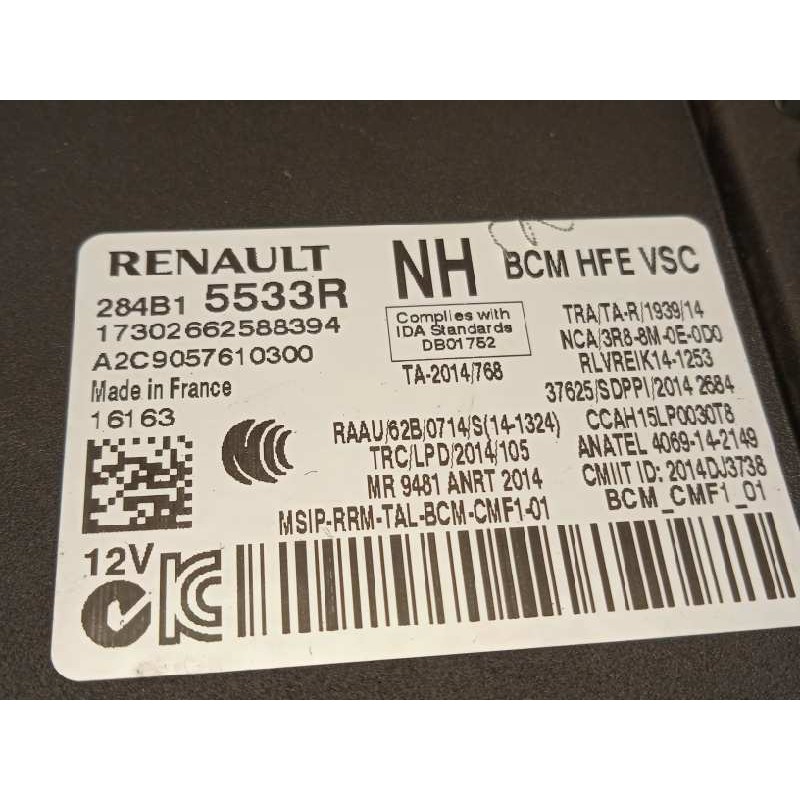 RENAULT
284B1 5533R
17302662588394
A2C9057610300
Made in France
16163
12V
NH
BCM HFE VSC
Complies with
IDA Standards
DB01752
TA-2014/768
TRA/TA-R/1939/14
NCA/3R8-8M-0E-0D0
RLVREIK14-1253
37625/SDPPI/2014 2684
RAAU/62B/0714/S(14-1324)
CCAH15LP0030T8
TRC/LPD/2014/105
ANATEL 4069-14-2149
MR 9481 ANRT 2014
CMIIT ID: 2014DJ3738
MSIP-RRM-TAL-BCM-CMF1-01
BCM_CMF1_01